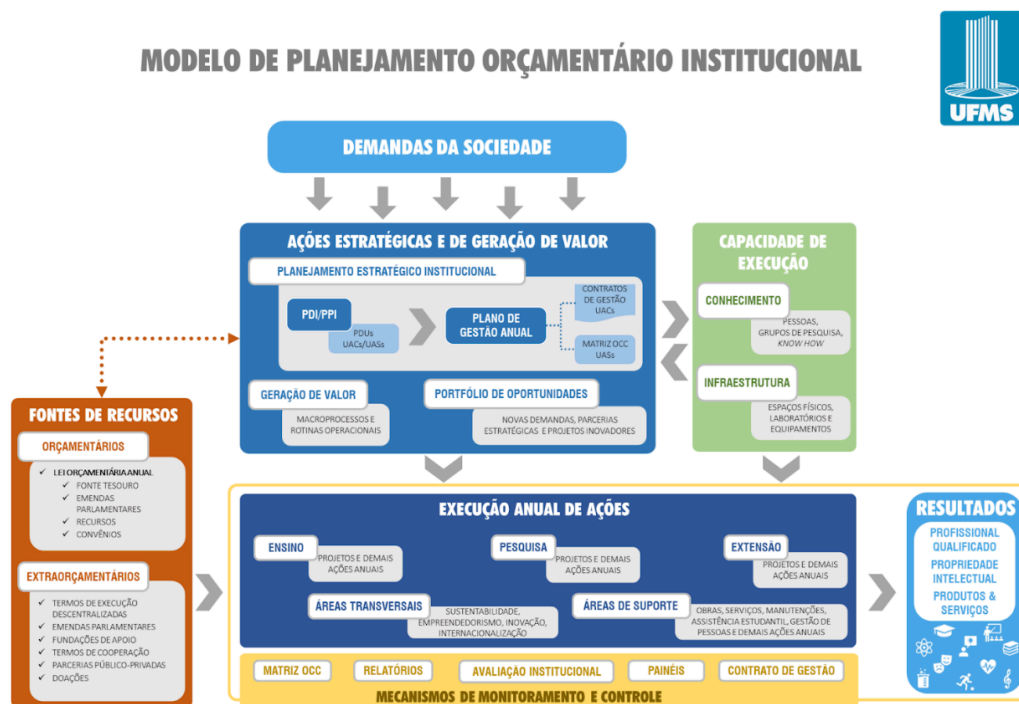 MODELO DE PLANEJAMENTO ORÇAMENTÁRIO INSTITUCIONAL
UFMS
DEMANDAS DA SOCIEDADE
AÇÕES ESTRATÉGICAS E DE GERAÇÃO DE VALOR
PLANEJAMENTO ESTRATÉGICO INSTITUCIONAL
PDI/PPI
PDUs
UACs/UASs
PLANO DE
GESTÃO ANUAL
CONTRATOS
DE GESTÃO
UACs
MATRIZ OCC
UASs
GERAÇÃO DE VALOR
MACROPROCESSOS E
ROTINAS OPERACIONAIS
PORTFÓLIO DE OPORTUNIDADES
NOVAS DEMANDAS, PARCERIAS
ESTRATÉGICAS E PROJETOS INOVADORES
CAPACIDADE DE
EXECUÇÃO
CONHECIMENTO
PESSOAS,
GRUPOS DE PESQUISA,
KNOW HOW
INFRAESTRUTURA
ESPAÇOS FÍSICOS,
LABORATÓRIOS E
EQUIPAMENTOS
FONTES DE RECURSOS
ORÇAMENTÁRIOS
✓ LEI ORÇAMENTÁRIA ANUAL
✓ FONTE TESOURO
✓ EMENDAS
PARLAMENTARES
✓ RECURSOS
✓ CONVÊNIOS
EXTRAORÇAMENTÁRIOS
✓ TERMOS DE EXECUÇÃO
DESCENTRALIZADAS
✓ EMENDAS PARLAMENTARES
✓ FUNDAÇÕES DE APOIO
✓ TERMOS DE COOPERAÇÃO
✓ PARCERIAS PÚBLICO-PRIVADAS
✓ DOAÇÕES
EXECUÇÃO ANUAL DE AÇÕES
ENSINO
PROJETOS E DEMAIS
AÇÕES ANUAIS
PESQUISA
PROJETOS E DEMAIS
AÇÕES ANUAIS
EXTENSÃO
PROJETOS E DEMAIS
AÇÕES ANUAIS
ÁREAS TRANSVERSAIS
SUSTENTABILIDADE,
EMPREENDEDORISMO, INOVAÇÃO,
INTERNACIONALIZAÇÃO
ÁREAS DE SUPORTE
OBRAS, SERVIÇOS, MANUTENÇÕES,
ASSISTÊNCIA ESTUDANTIL, GESTÃO DE
PESSOAS E DEMAIS AÇÕES ANUAIS
MATRIZ OCC
RELATÓRIOS
AVALIAÇÃO INSTITUCIONAL
PAINÉIS
CONTRATO DE GESTÃO
MECANISMOS DE MONITORAMENTO E CONTROLE
RESULTADOS
PROFISSIONAL
QUALIFICADO
PROPRIEDADE
INTELECTUAL
PRODUTOS &
SERVIÇOS